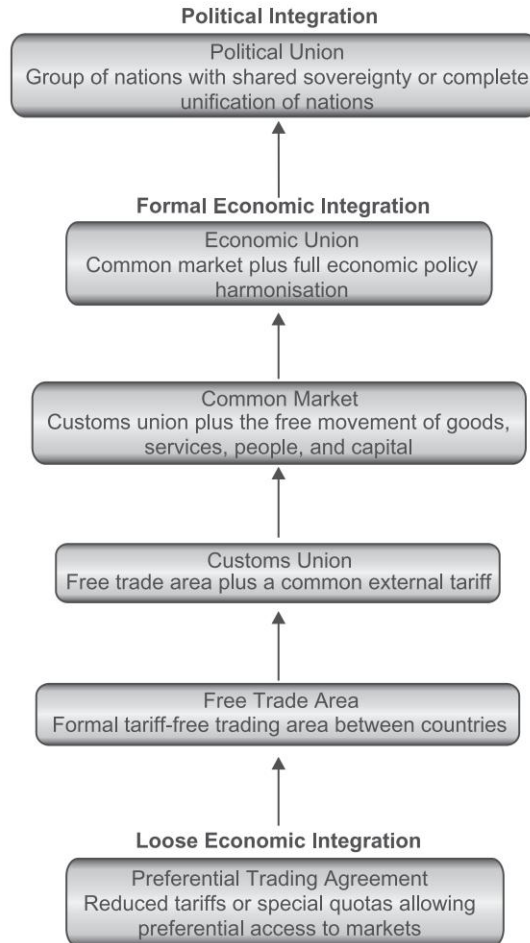 Political Integration
Political Union
Group of nations with shared sovereignty or complete
unification of nations
Formal Economic Integration
Economic Union
Common market plus full economic policy
harmonisation
Common Market
Customs union plus the free movement of goods,
services, people, and capital
Customs Union
Free trade area plus a common external tariff
Free Trade Area
Formal tariff-free trading area between countries
Loose Economic Integration
Preferential Trading Agreement
Reduced tariffs or special quotas allowing
preferential access to markets